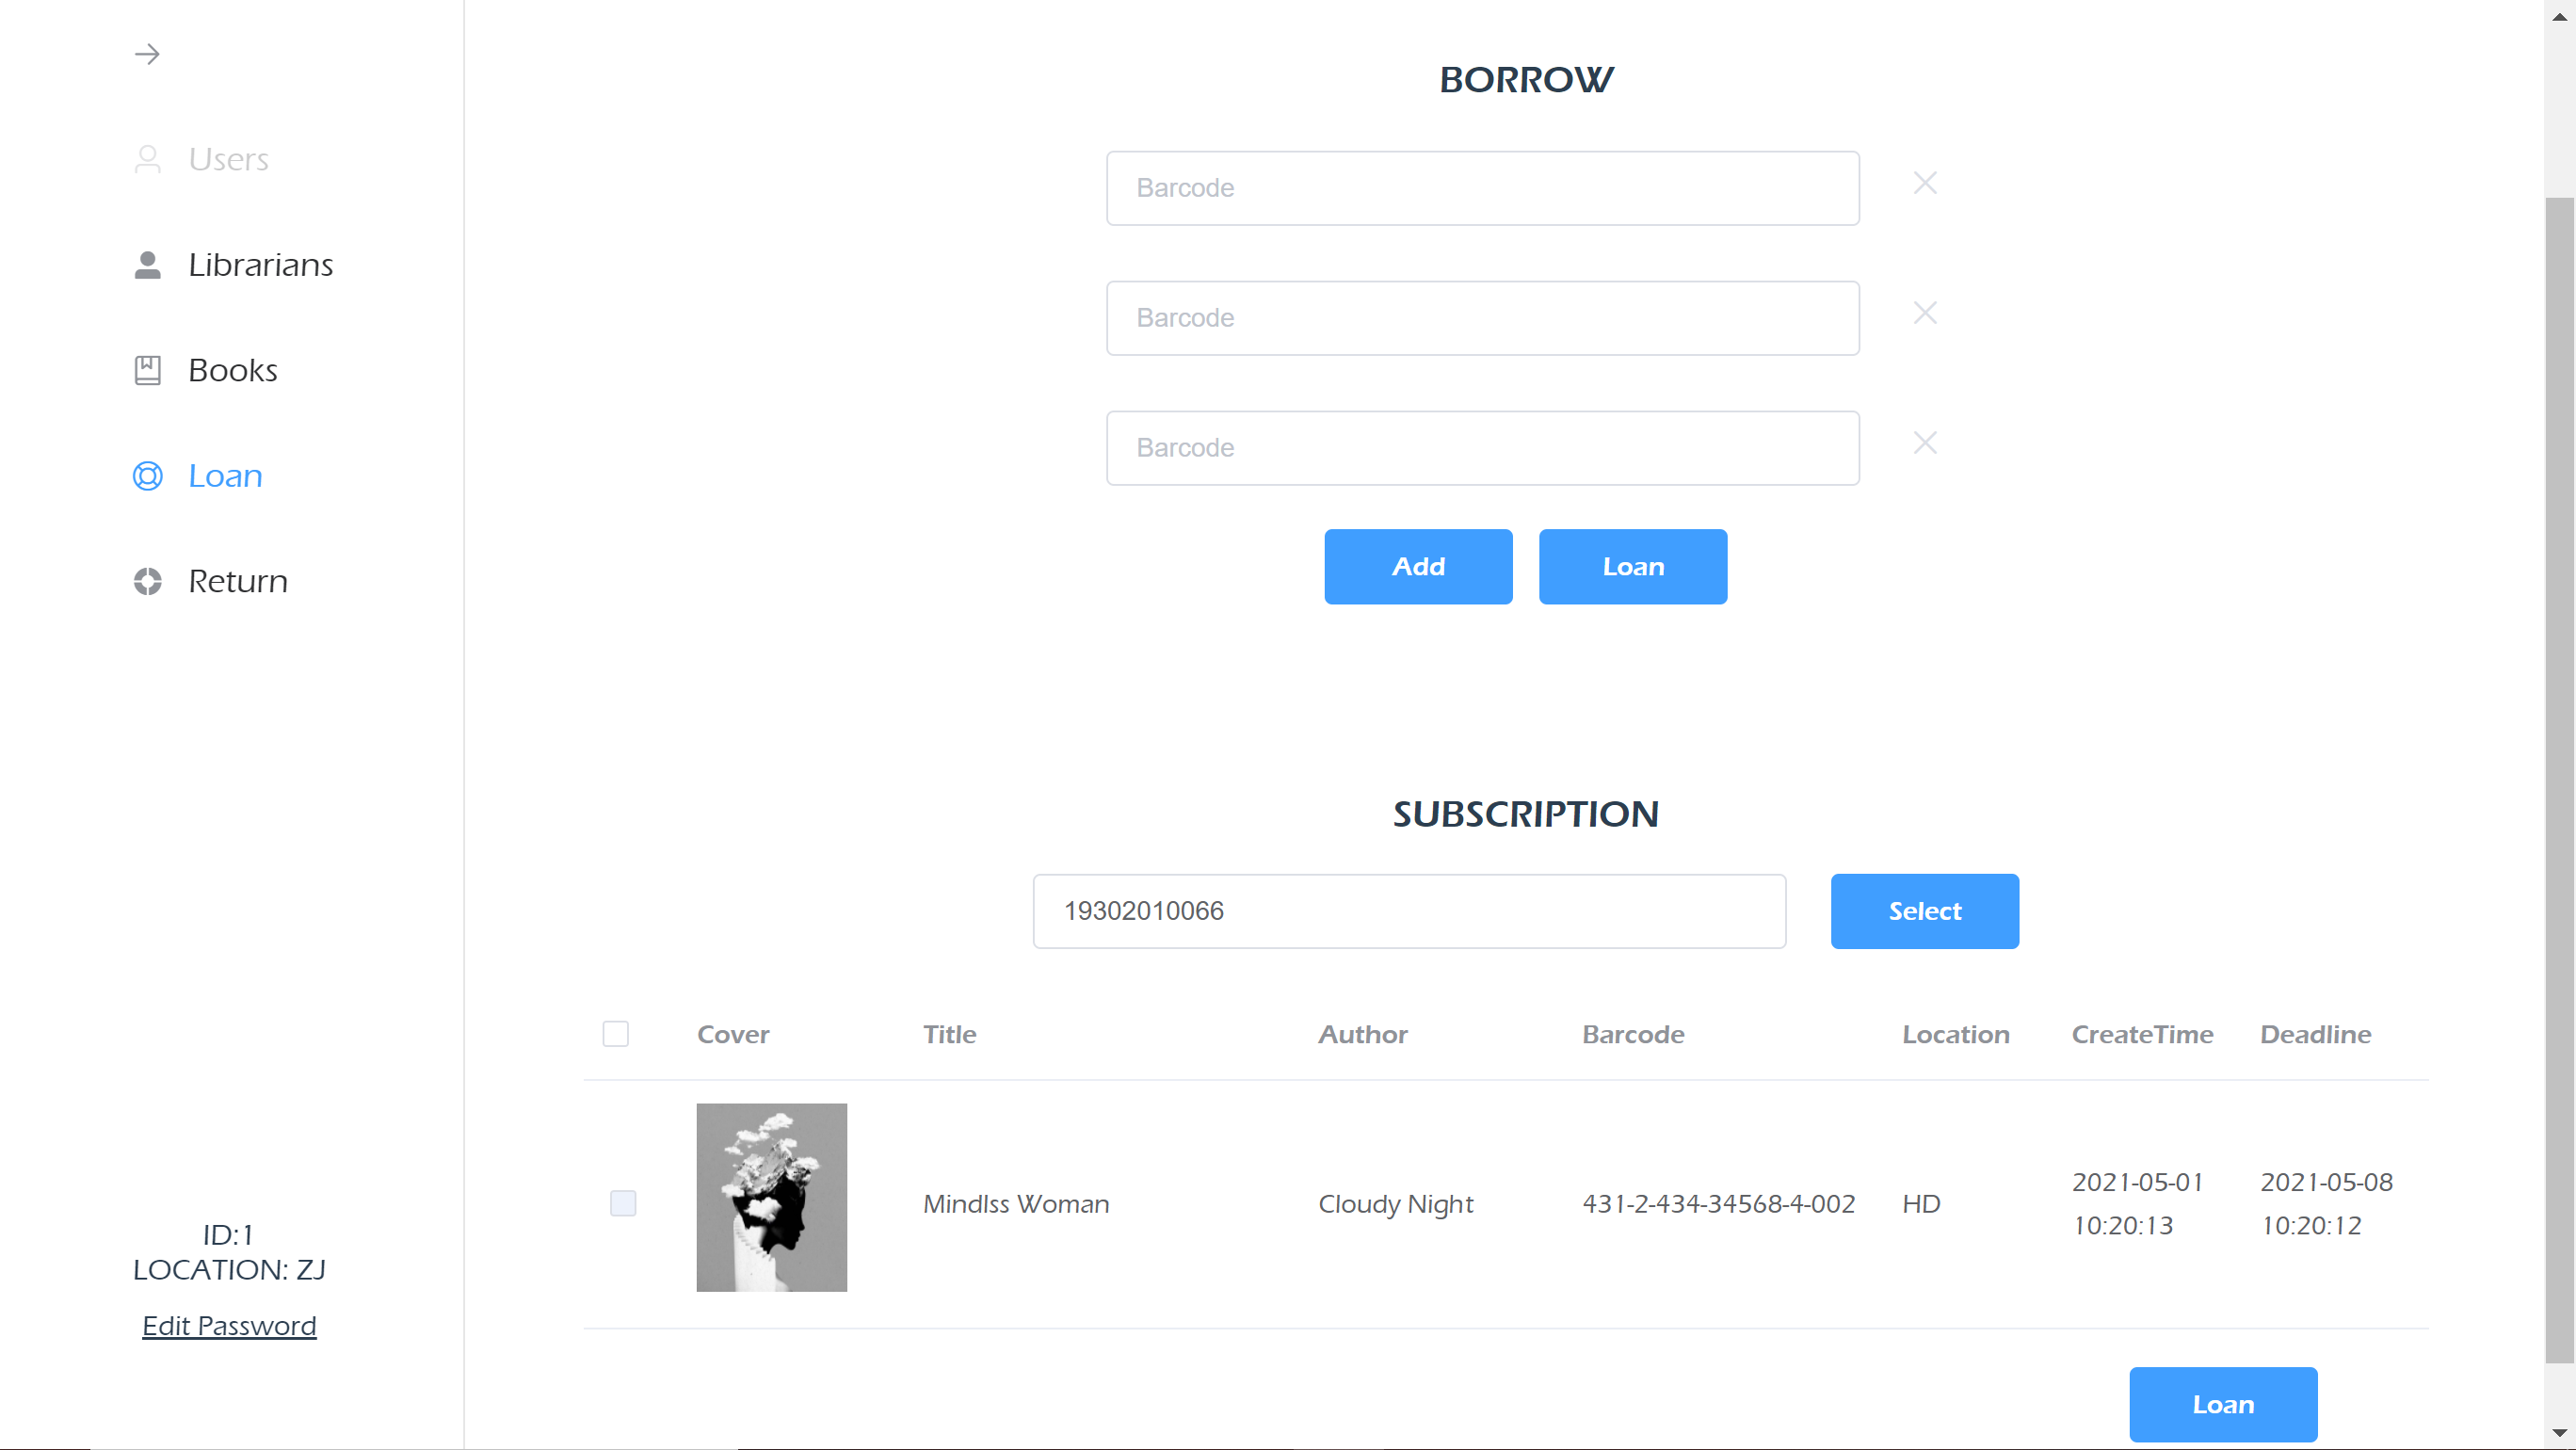 Users
Librarians
Books
Loan
Return
ID:1
LOCATION: ZJ
Edit Password
BORROW
Barcode
Barcode
Barcode
Add Loan
SUBSCRIPTION
19302010066 Select
Cover Title Author Barcode Location CreateTime Deadline
Mindlss Woman Cloudy Night 431-2-434-34568-4-002 HD 2021-05-01 10:20:13 2021-05-08 10:20:12
Loan